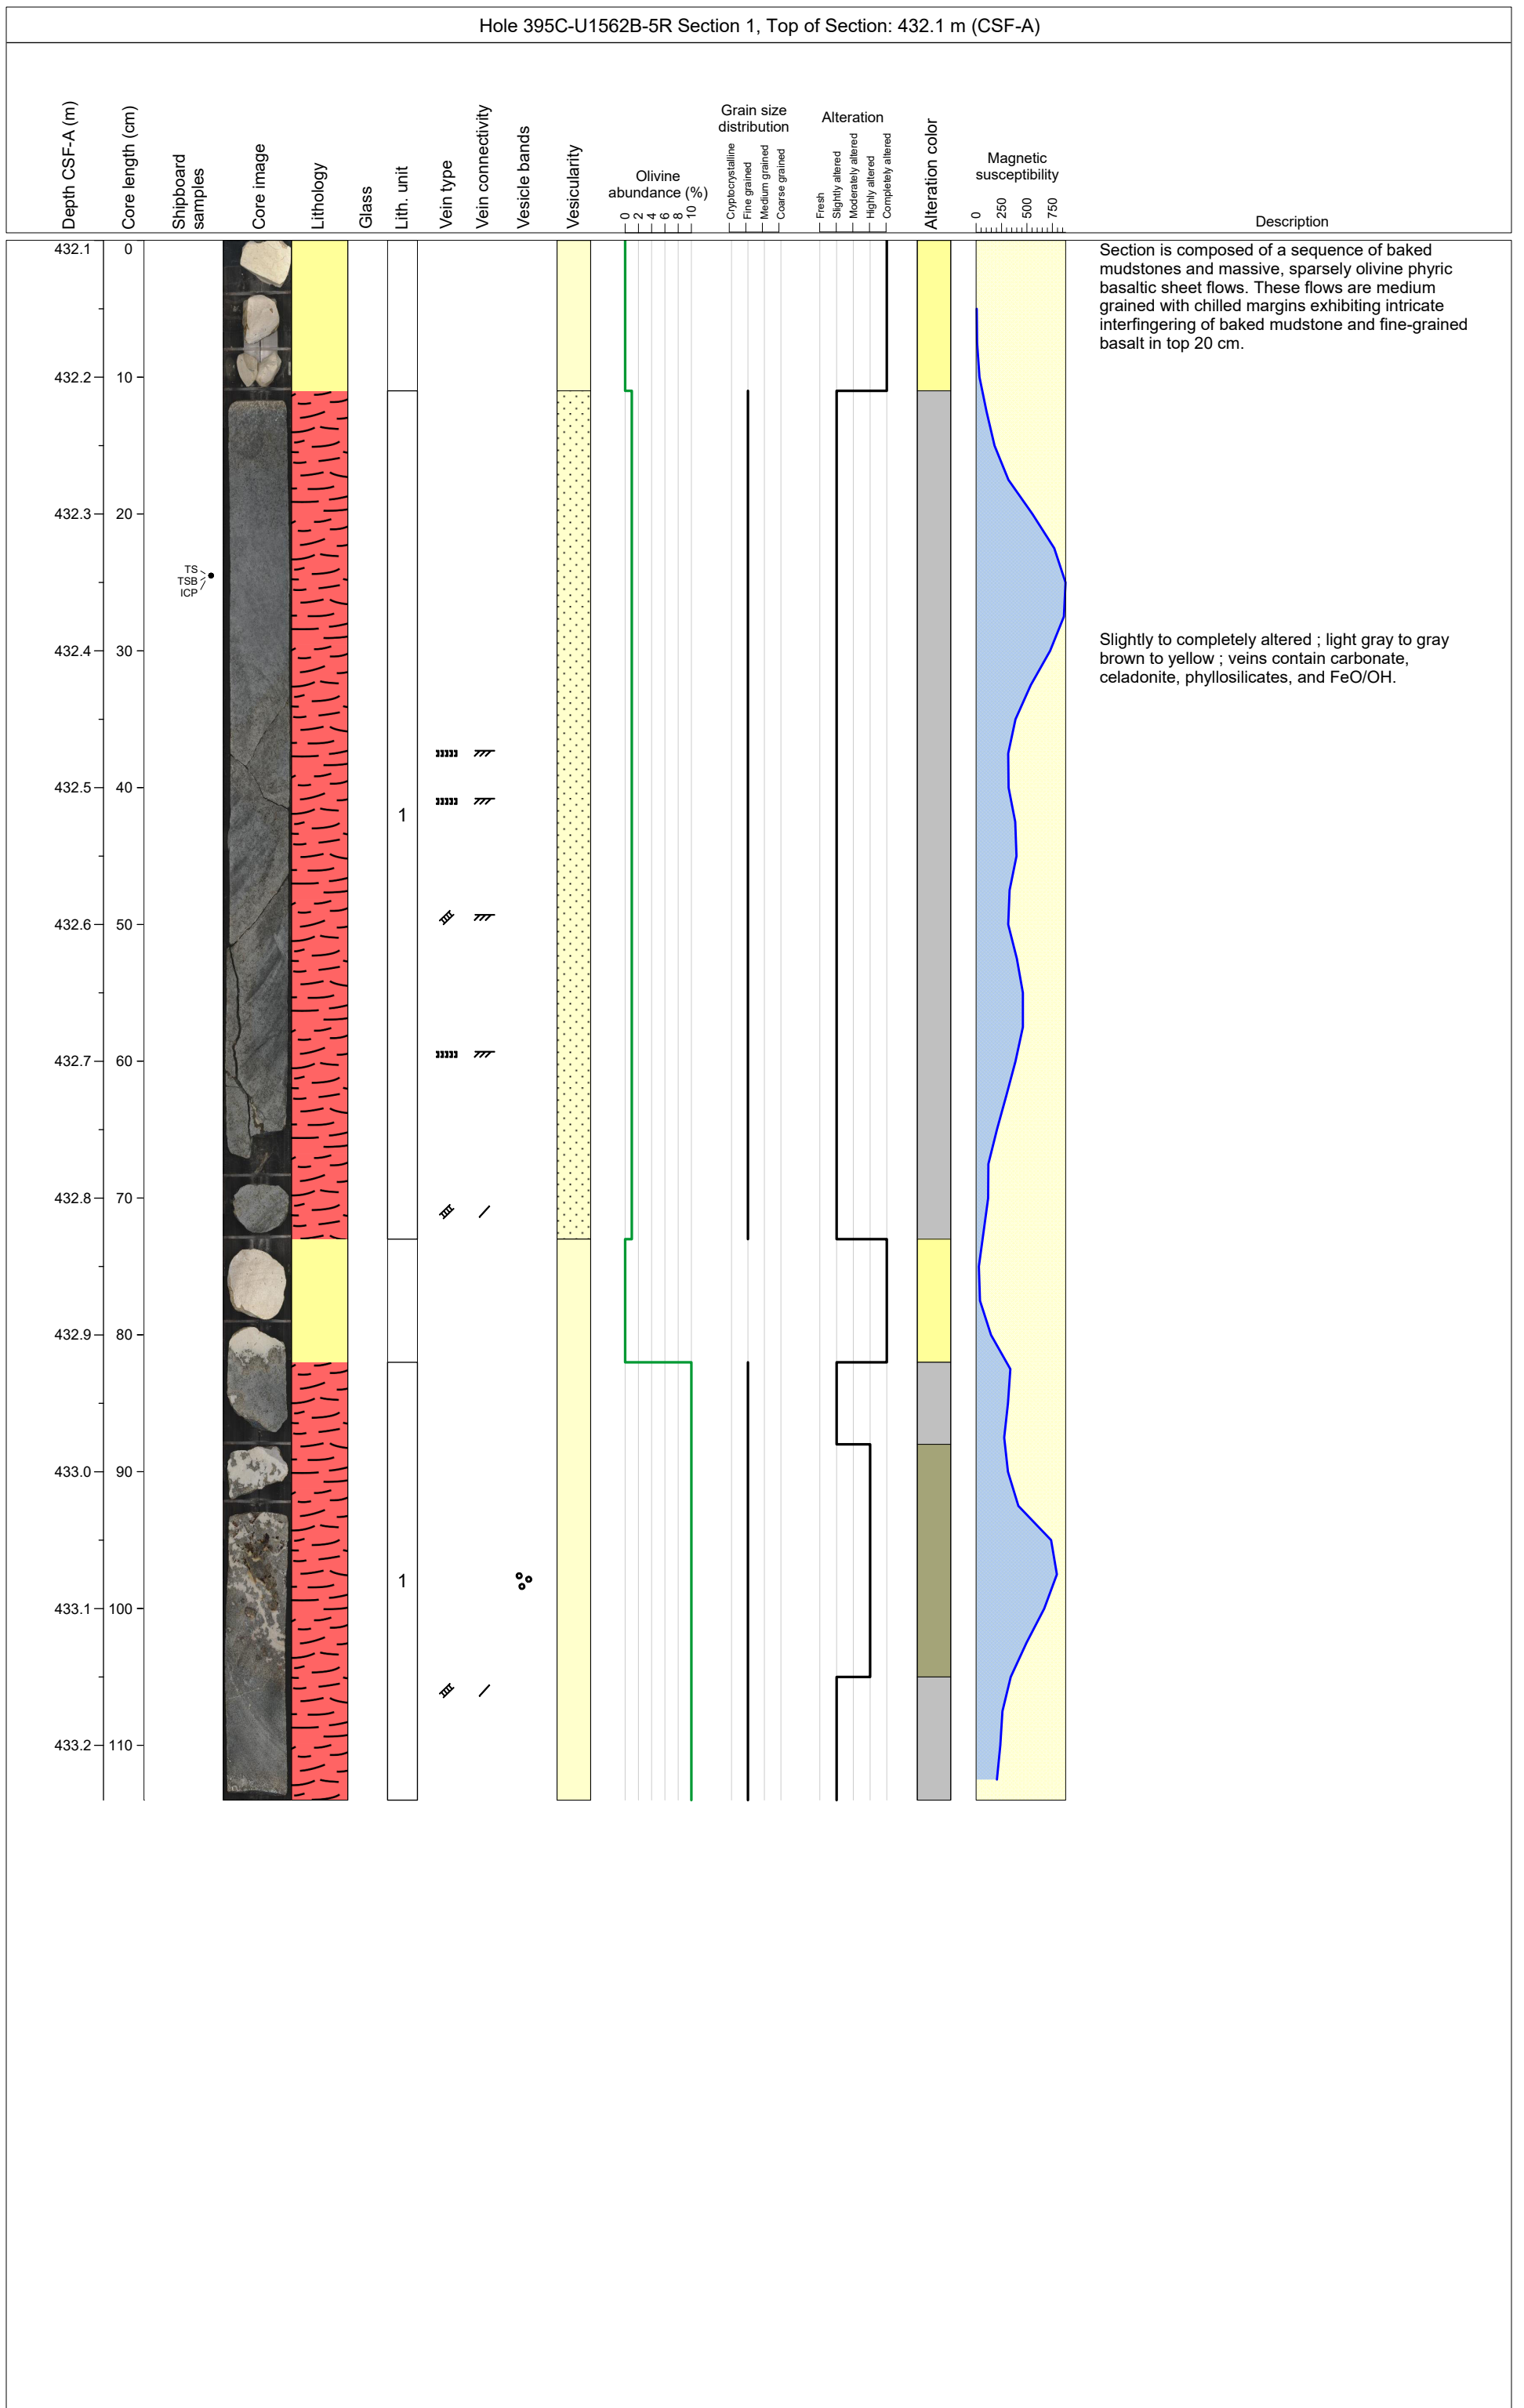 Hole 395C-U1562B-5R Section 1, Top of Section: 432.1 m (CSF-A)
Depth CSF-A (m)
Core length (cm)
Shipboard
samples
Core image
Lithology
Glass
Lith. unit
Vein type
Vein connectivity
Vesicle bands
Vesicularity
Olivine
abundance (%)
0 2 4 6 8 10
Grain size
distribution
Cryptocrystalline
Fine grained
Medium grained
Coarse grained
Alteration
Fresh
Slightly altered
Moderately altered
Highly altered
Completely altered
Alteration color
Magnetic
susceptibility
0 250 500 750
Description
432.1 0
Section is composed of a sequence of baked
mudstones and massive, sparsely olivine phyric
basaltic sheet flows. These flows are medium
grained with chilled margins exhibiting intricate
interfingering of baked mudstone and fine-grained
basalt in top 20 cm.
432.2 10
432.3 20
TS
TSB
ICP
Slightly to completely altered ; light gray to gray
brown to yellow ; veins contain carbonate,
celadonite, phyllosilicates, and FeO/OH.
432.4 30
432.5 40
1
432.6 50
432.7 60
432.8 70
432.9 80
433.0 90
1
433.1 100
433.2 110